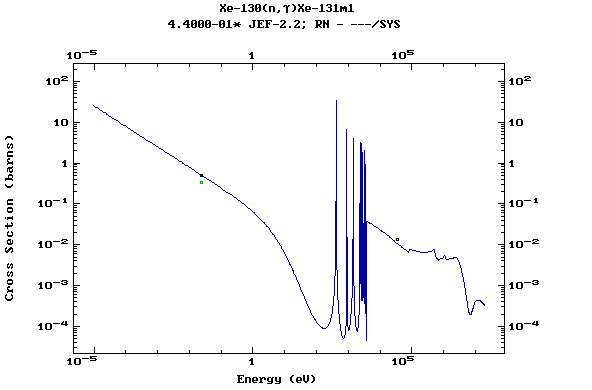 Xe-130(n,γ)Xe-131m1
4.4000-01* JEF-2.2; RN - ---/SYS
10⁻⁵ 1 10⁵
10² 10²
10 10
1 1
10⁻¹ 10⁻¹
10⁻² 10⁻²
10⁻³ 10⁻³
10⁻⁴ 10⁻⁴
10⁻⁵ 1 10⁵
Cross Section (barns)
Energy (eV)